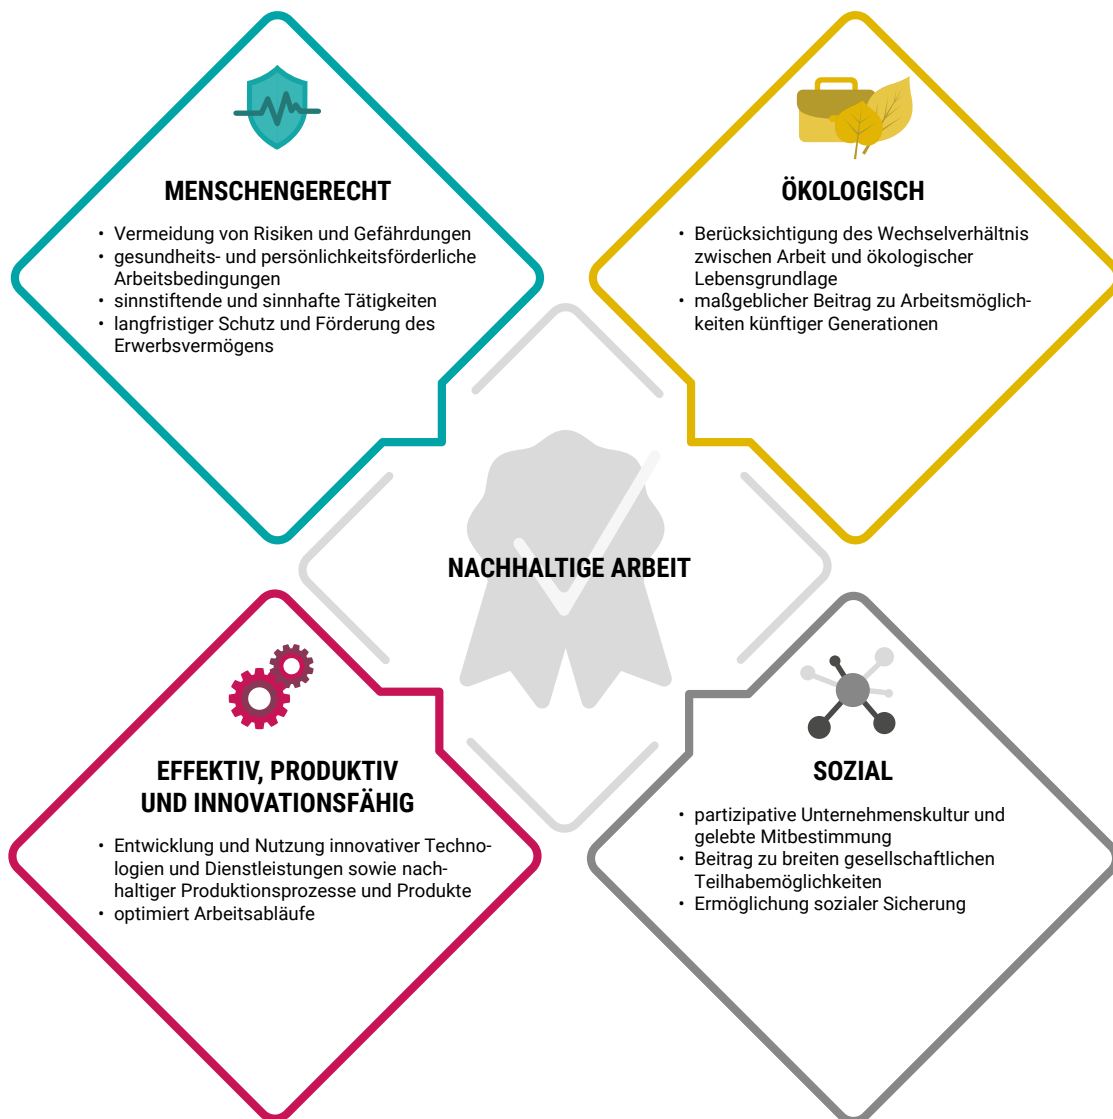 MENSCHENGERECHT
• Vermeidung von Risiken und Gefährdungen
• gesundheits- und persönlichkeitsförderliche
Arbeitsbedingungen
• sinnstiftende und sinnhafte Tätigkeiten
• langfristiger Schutz und Förderung des
Erwerbsvermögens
ÖKOLOGISCH
• Berücksichtigung des Wechselverhältnis
zwischen Arbeit und ökologischer
Lebensgrundlage
• maßgeblicher Beitrag zu Arbeitsmöglich-
keiten künftiger Generationen
NACHHALTIGE ARBEIT
EFFEKTIV, PRODUKTIV
UND INNOVATIONSFÄHIG
• Entwicklung und Nutzung innovativer Techno-
logien und Dienstleistungen sowie nach-
haltiger Produktionsprozesse und Produkte
• optimiert Arbeitsabläufe
SOZIAL
• partizipative Unternehmenskultur und
gelebte Mitbestimmung
• Beitrag zu breiten gesellschaftlichen
Teilhabemöglichkeiten
• Ermöglichung sozialer Sicherung